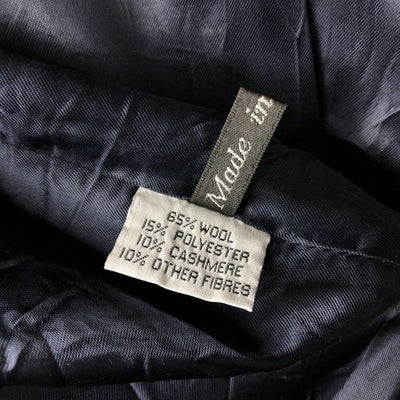 Made in
65% WOOL
15% POLYESTER
10% CASHMERE
10% OTHER FIBRES